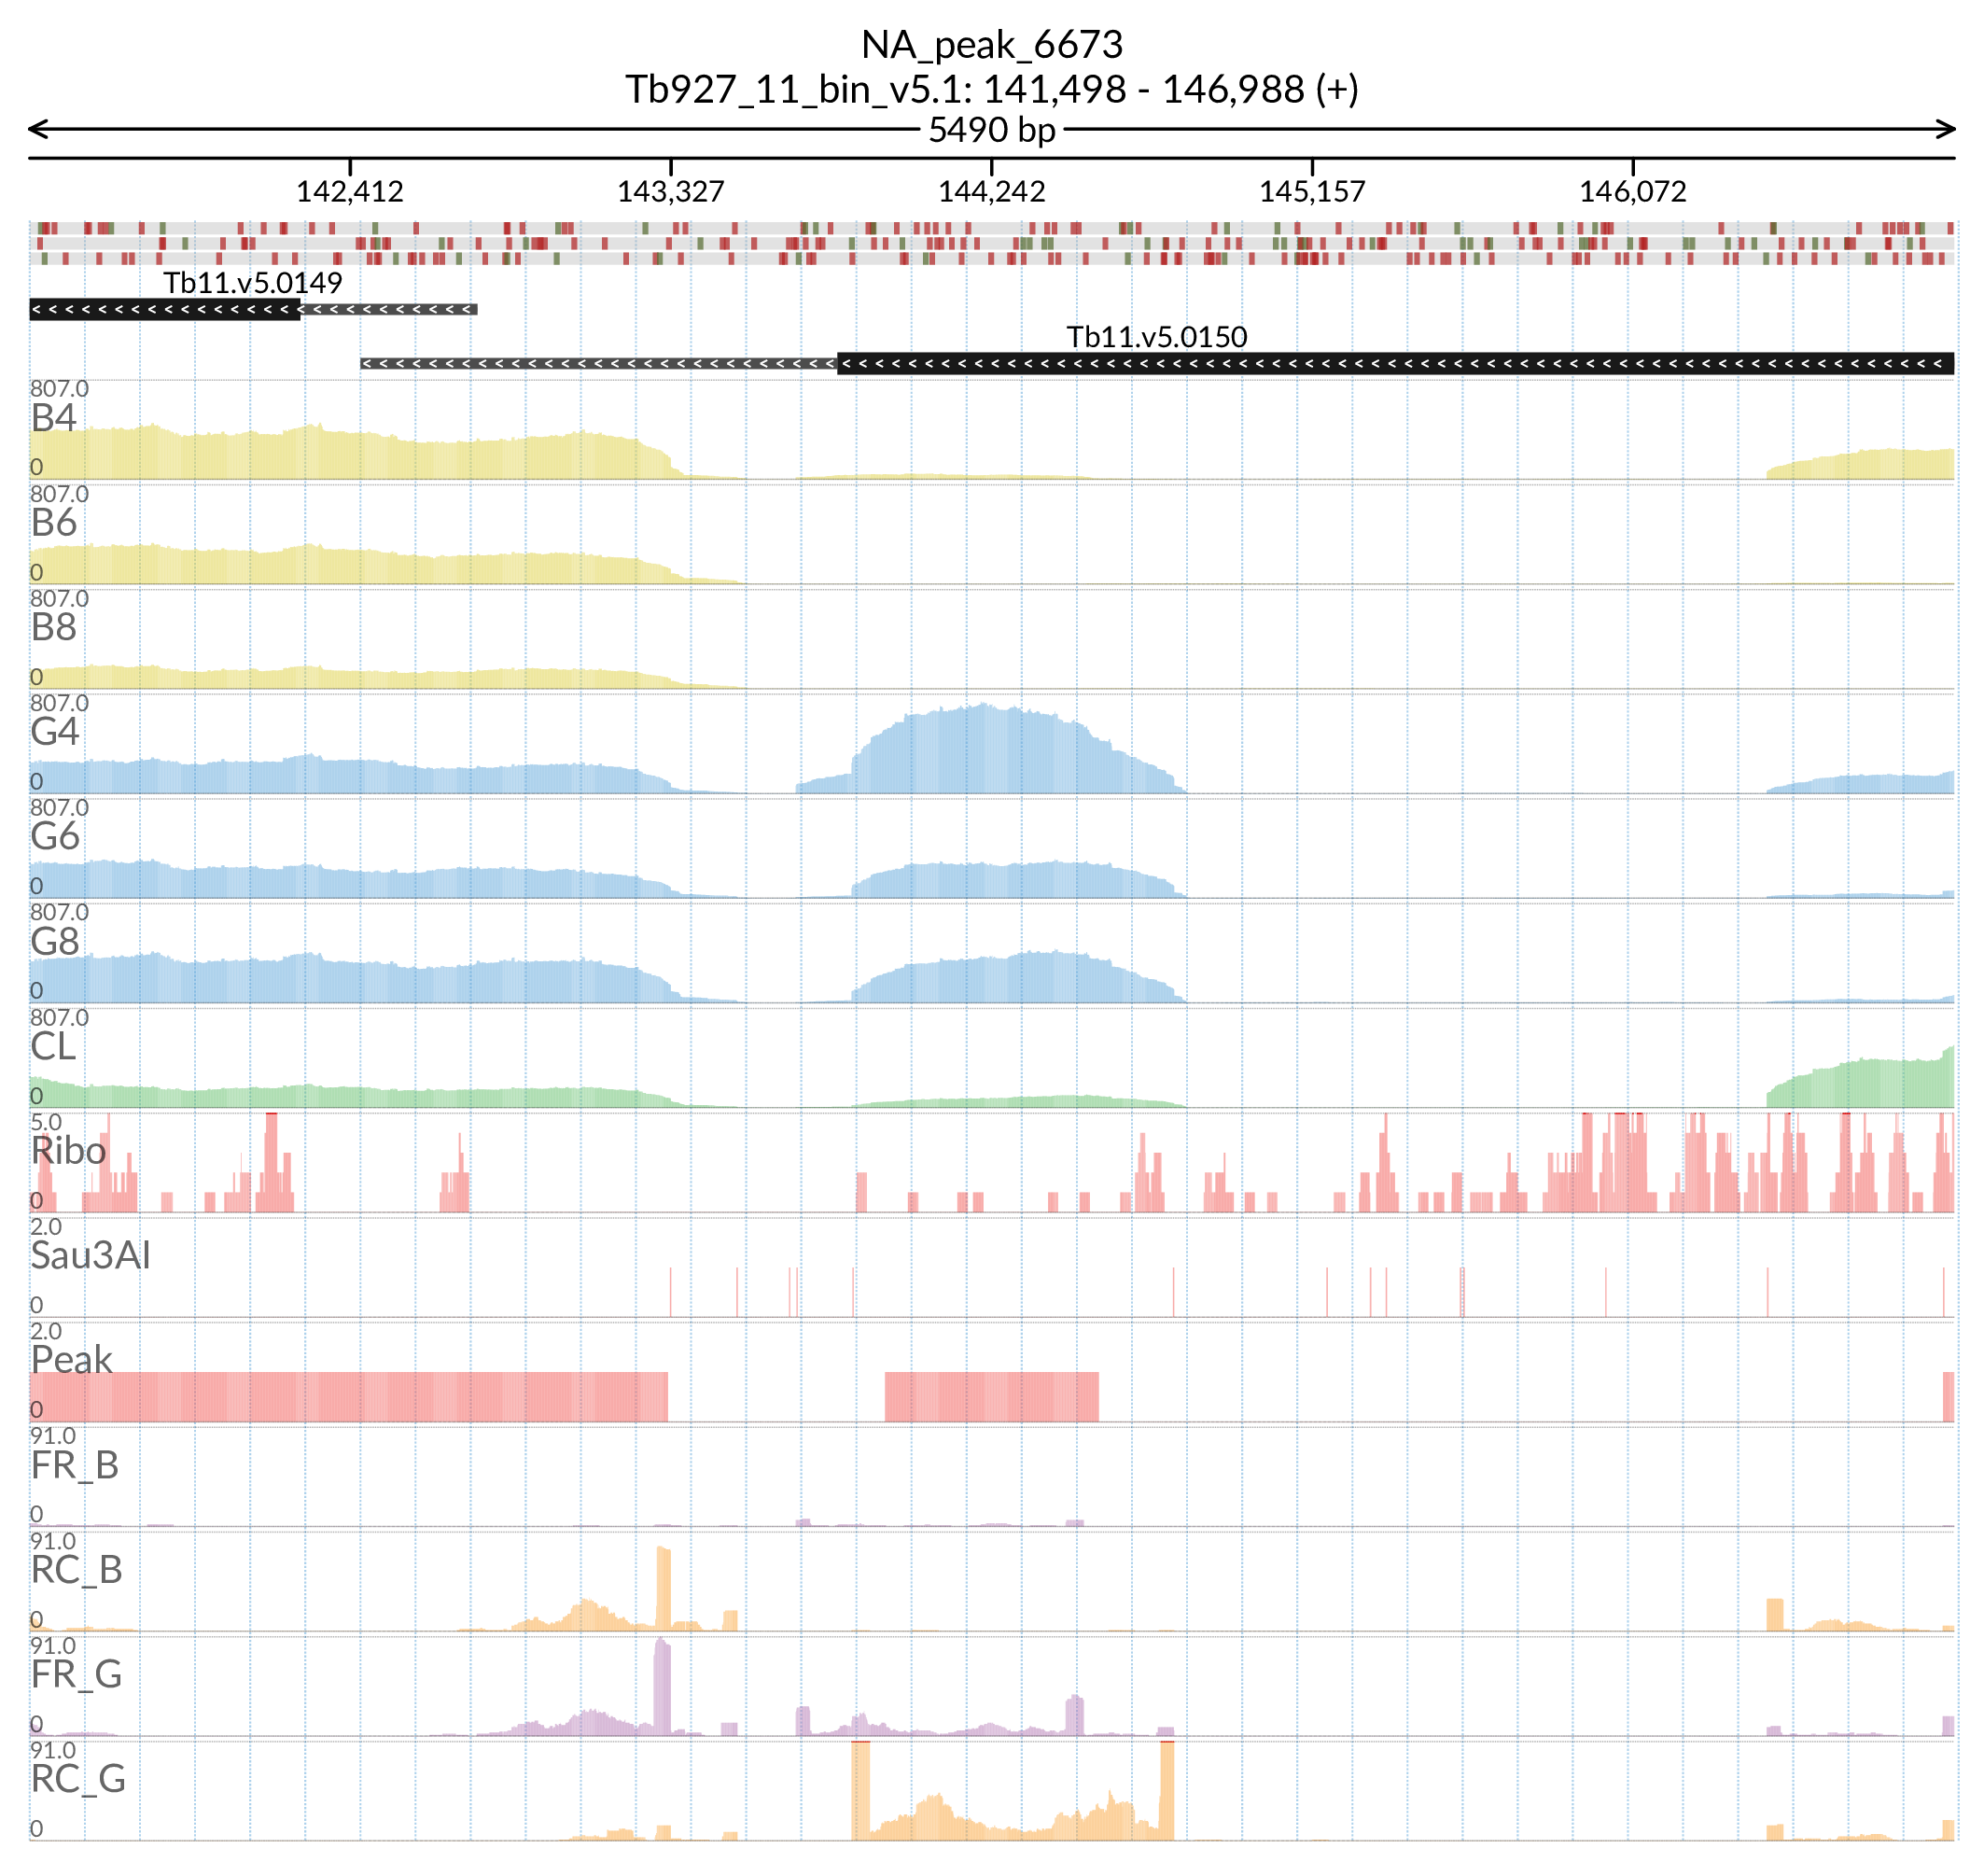 NA_peak_6673
Tb927_11_bin_v5.1: 141,498 - 146,988 (+)
5490 bp
142,412 143,327 144,242 145,157 146,072
Tb11.v5.0149
Tb11.v5.0150
807.0
B4
0
807.0
B6
0
807.0
B8
0
807.0
G4
0
807.0
G6
0
807.0
G8
0
807.0
CL
0
5.0
Ribo
0
2.0
Sau3AI
0
2.0
Peak
0
91.0
FR_B
0
91.0
RC_B
0
91.0
FR_G
0
91.0
RC_G
0